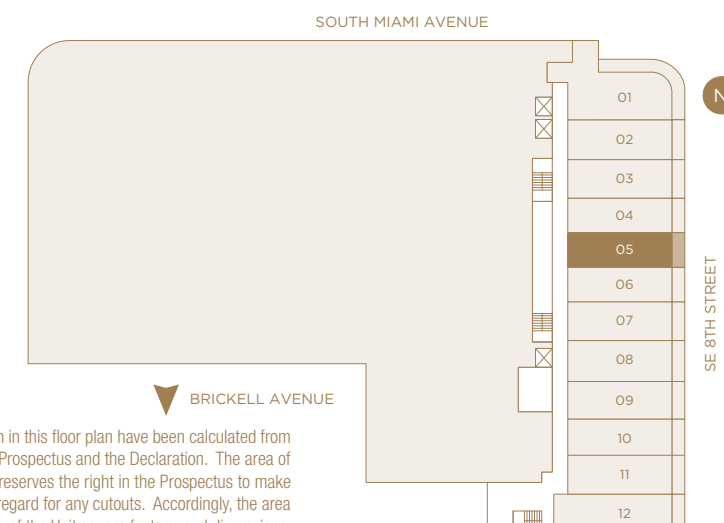 SOUTH MIAMI AVENUE
01
N
02
03
04
05
06
SE 8TH STREET
07
08
09
BRICKELL AVENUE
10
11
12
in this floor plan have been calculated from
Prospectus and the Declaration. The area of
reserves the right in the Prospectus to make
regard for any cutouts. Accordingly, the area